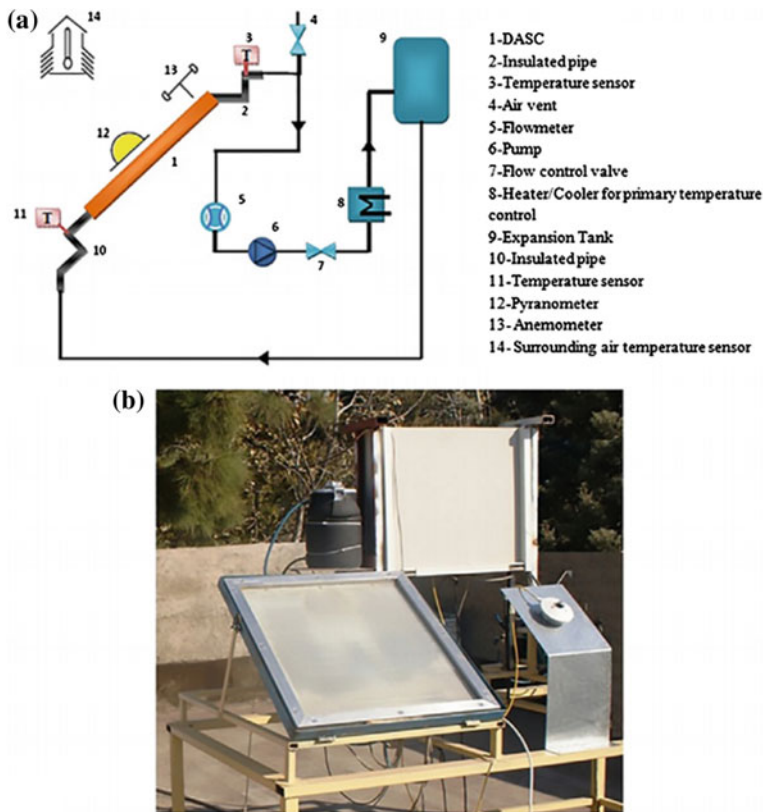 (a)
14
3
T
4
9
13
2
12
1
5
8
11
T
6
10
7
1-DASC
2-Insulated pipe
3-Temperature sensor
4-Air vent
5-Flowmeter
6-Pump
7-Flow control valve
8-Heater/Cooler for primary temperature
control
9-Expansion Tank
10-Insulated pipe
11-Temperature sensor
12-Pyranometer
13- Anemometer
14- Surrounding air temperature sensor
(b)